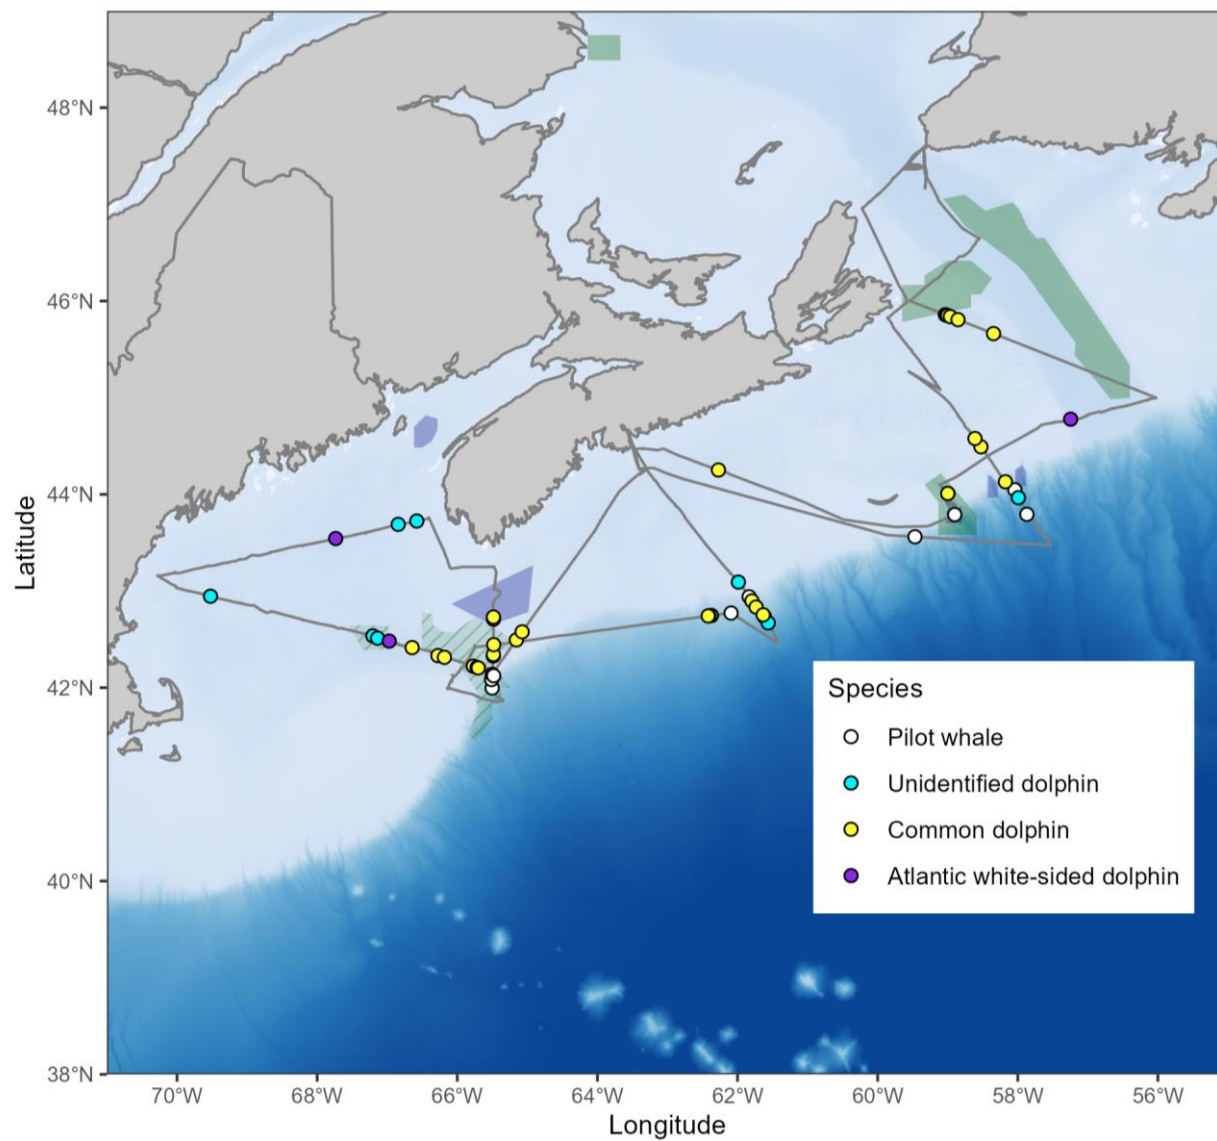 48°N
46°N
44°N
42°N
40°N
38°N
Latitude
70°W 68°W 66°W 64°W 62°W 60°W 58°W 56°W
Longitude
Species
Pilot whale
Unidentified dolphin
Common dolphin
Atlantic white-sided dolphin